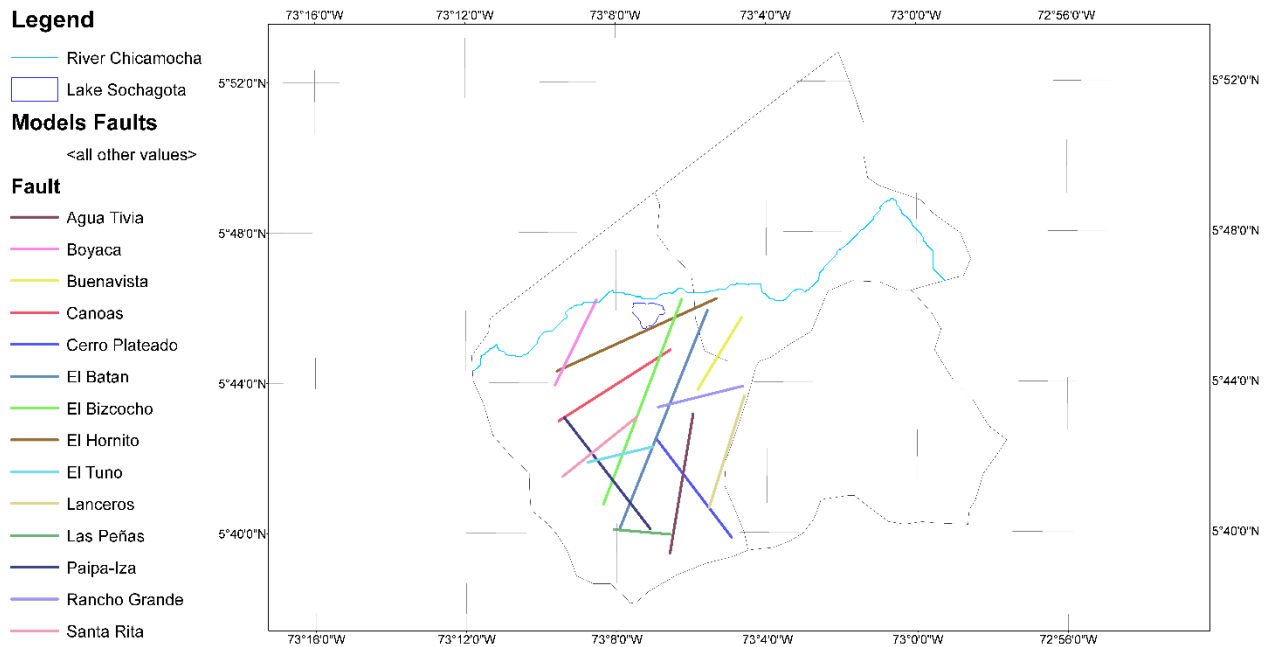 Legend
River Chicamocha
Lake Sochagota
Models Faults
<all other values>
Fault
Agua Tivia
Boyaca
Buenavista
Canoas
Cerro Plateado
El Batan
El Bizcocho
El Hornito
El Tuno
Lanceros
Las Peñas
Paipa-Iza
Rancho Grande
Santa Rita
73°16'0"W 73°12'0"W 73°8'0"W 73°4'0"W 73°0'0"W 72°56'0"W
5°52'0"N 5°52'0"N
5°48'0"N 5°48'0"N
5°44'0"N 5°44'0"N
5°40'0"N 5°40'0"N
73°16'0"W 73°12'0"W 73°8'0"W 73°4'0"W 73°0'0"W 72°56'0"W